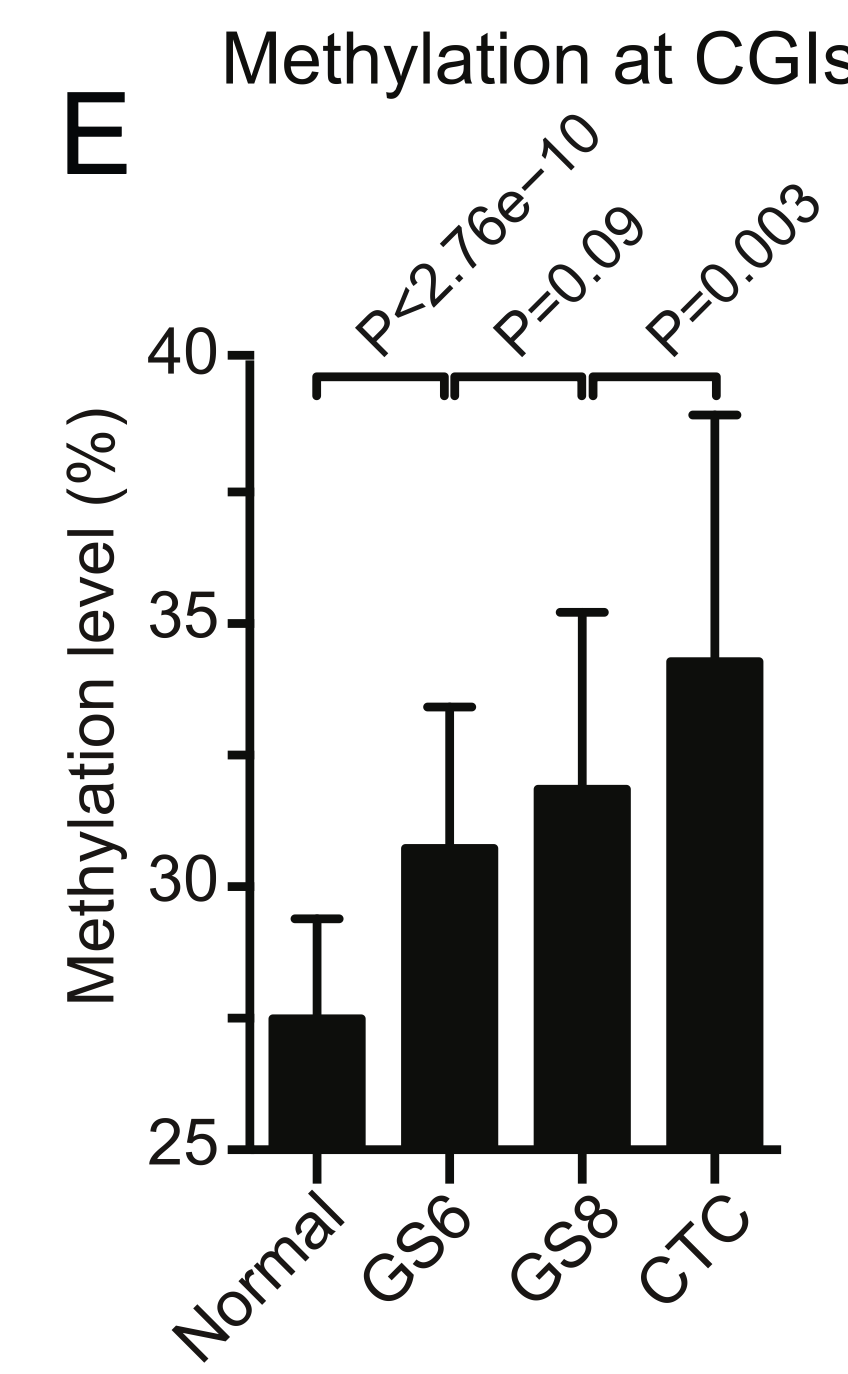 Methylation at CGIs
E
P<2.76e−10
P=0.09
P=0.003
Methylation level (%)
40
35
30
25
Normal
GS6
GS8
CTC